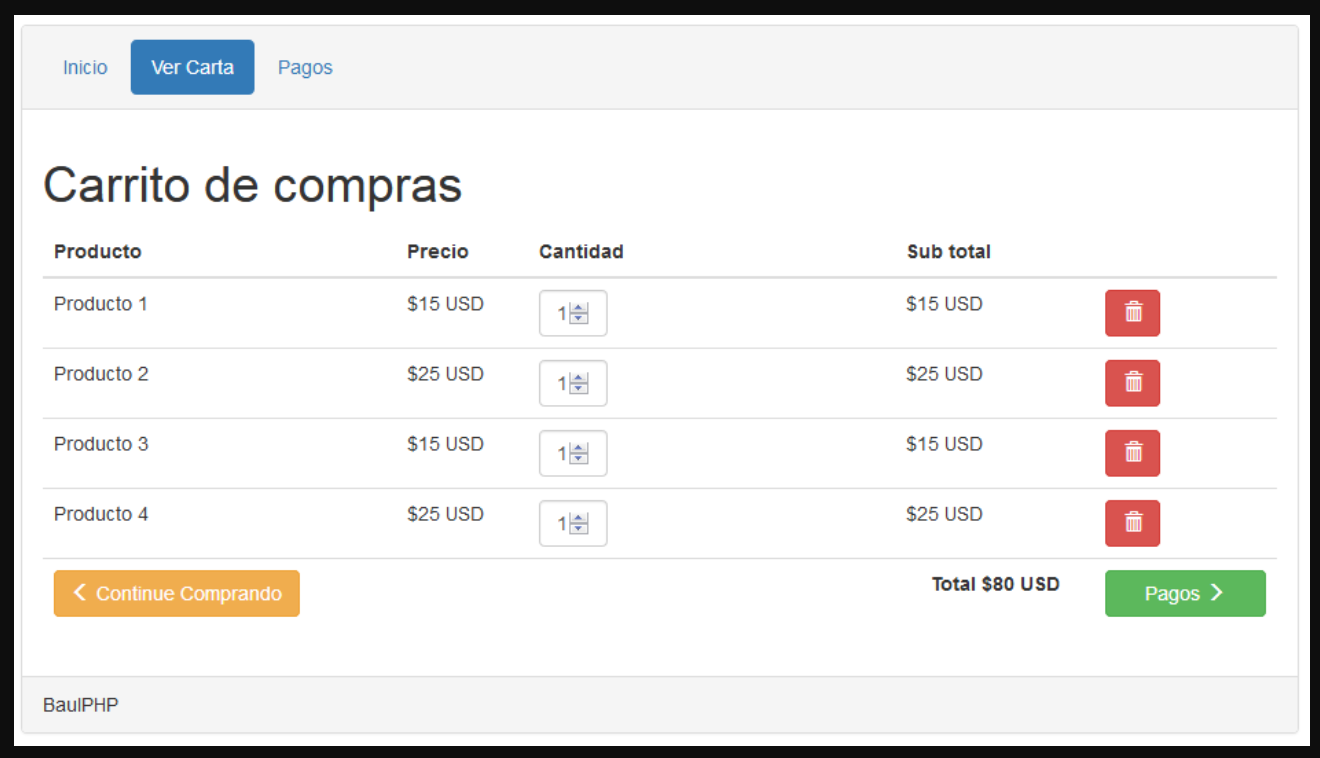 Inicio Ver Carta Pagos
Carrito de compras
Producto Precio Cantidad Sub total
Producto 1 $15 USD 1 $15 USD
Producto 2 $25 USD 1 $25 USD
Producto 3 $15 USD 1 $15 USD
Producto 4 $25 USD 1 $25 USD
Continue Comprando Total $80 USD Pagos
BaulPHP